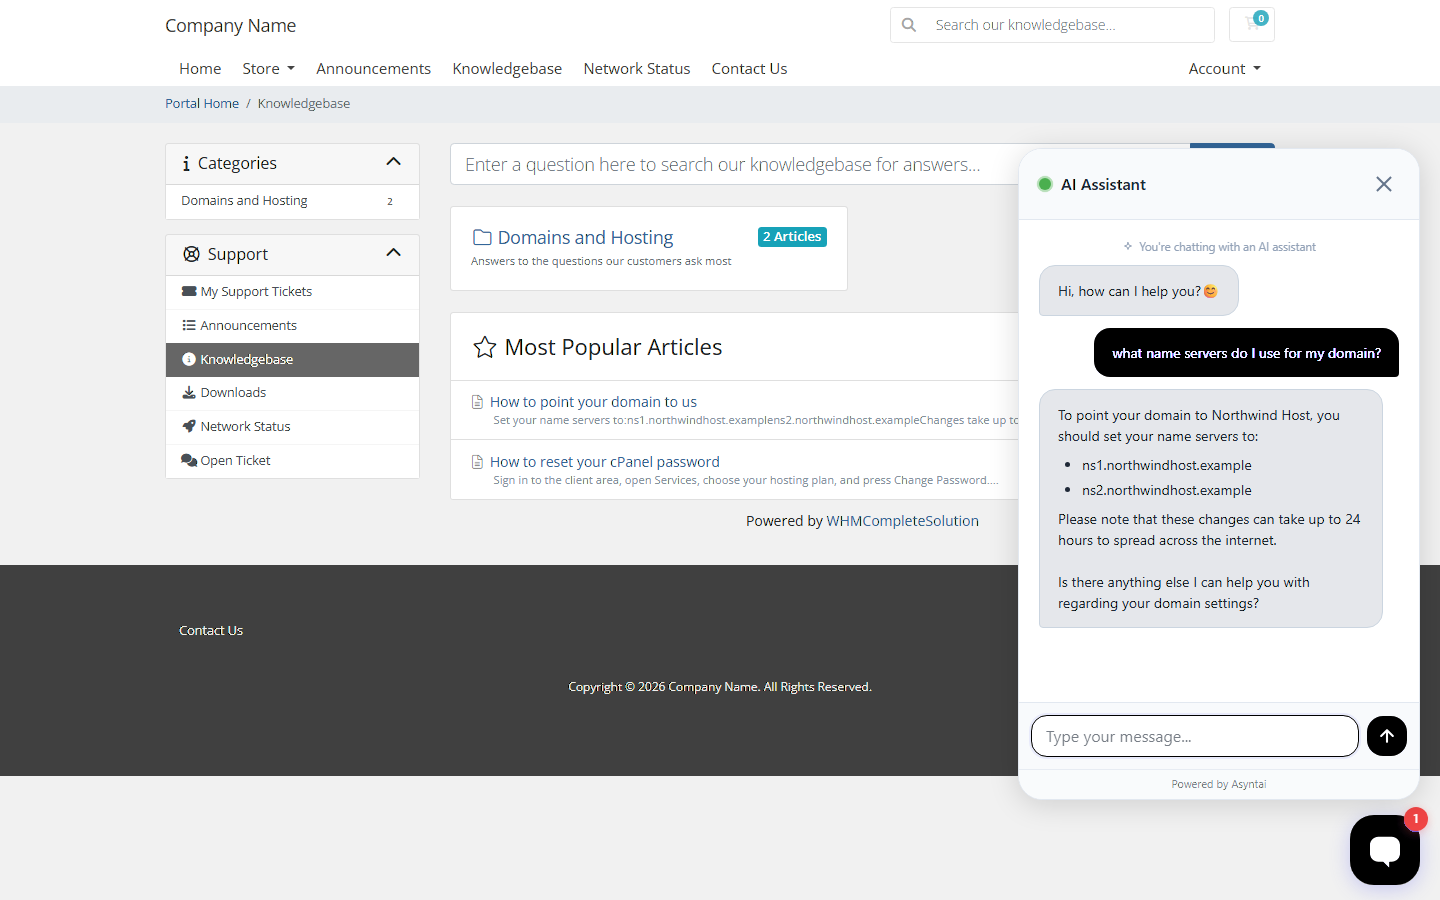 Company Name
Search our knowledgebase...
0
Home
Store
Announcements
Knowledgebase
Network Status
Contact Us
Account
Portal Home / Knowledgebase
Categories
Domains and Hosting
2
Support
My Support Tickets
Announcements
Knowledgebase
Downloads
Network Status
Open Ticket
Enter a question here to search our knowledgebase for answers...
Domains and Hosting
2 Articles
Answers to the questions our customers ask most
Most Popular Articles
How to point your domain to us
Set your name servers to:ns1.northwindhost.examplens2.northwindhost.exampleChanges take up to
How to reset your cPanel password
Sign in to the client area, open Services, choose your hosting plan, and press Change Password....
Powered by WHMCompleteSolution
Contact Us
Copyright © 2026 Company Name. All Rights Reserved.
AI Assistant
You're chatting with an AI assistant
Hi, how can I help you?😊
what name servers do I use for my domain?
To point your domain to Northwind Host, you
should set your name servers to:
• ns1.northwindhost.example
• ns2.northwindhost.example
Please note that these changes can take up to 24
hours to spread across the internet.
Is there anything else I can help you with
regarding your domain settings?
Type your message...
Powered by Asyntai
1